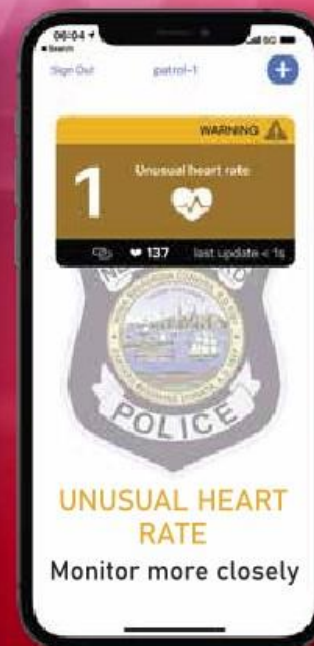 06:04
Search
5G
Sign Out
patrol-1
+
WARNING
1
Unusual heart rate
137
last update < 1s
POLICE
UNUSUAL HEART
RATE
Monitor more closely